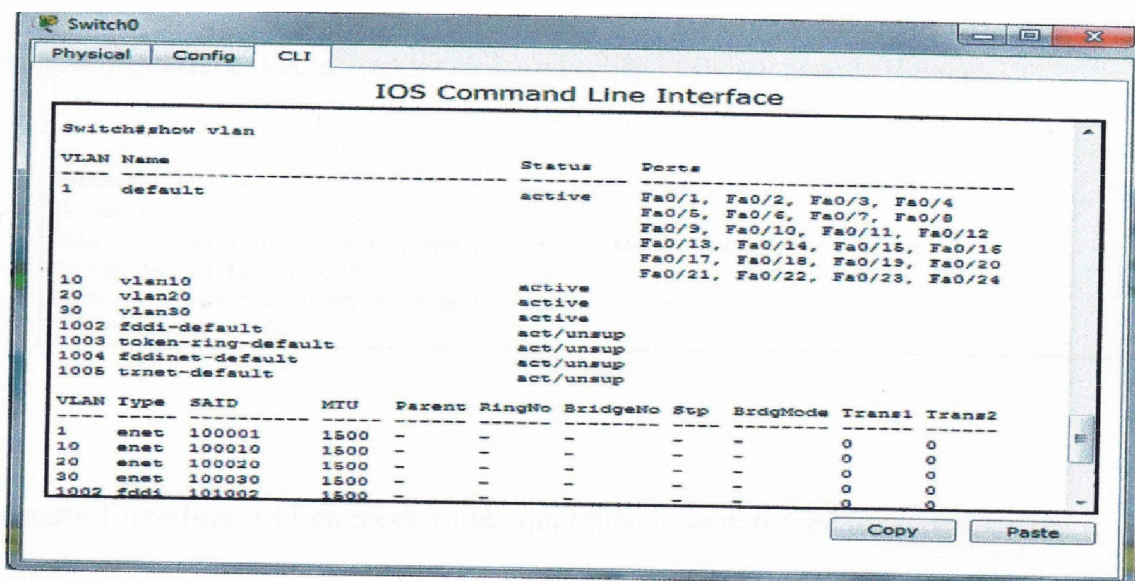 Switch0
Physical Config CLI
IOS Command Line Interface
Switch#show vlan
VLAN Name Status Ports
---- -------------------------------- --------- -------------------------------
1 default active Fa0/1, Fa0/2, Fa0/3, Fa0/4
Fa0/5, Fa0/6, Fa0/7, Fa0/8
Fa0/9, Fa0/10, Fa0/11, Fa0/12
Fa0/13, Fa0/14, Fa0/15, Fa0/16
Fa0/17, Fa0/18, Fa0/19, Fa0/20
Fa0/21, Fa0/22, Fa0/23, Fa0/24
10 vlan10 active
20 vlan20 active
30 vlan30 active
1002 fddi-default act/unsup
1003 token-ring-default act/unsup
1004 fddinet-default act/unsup
1005 trnet-default act/unsup
VLAN Type SAID MTU Parent RingNo BridgeNo Stp BrdgMode Trans1 Trans2
---- ----- ---------- ----- ------ ------ -------- ---- -------- ------ ------
1 enet 100001 1500 - - - - - 0 0
10 enet 100010 1500 - - - - - 0 0
20 enet 100020 1500 - - - - - 0 0
30 enet 100030 1500 - - - - - 0 0
1002 fddi 101002 1500 - - - - - 0 0
Copy Paste